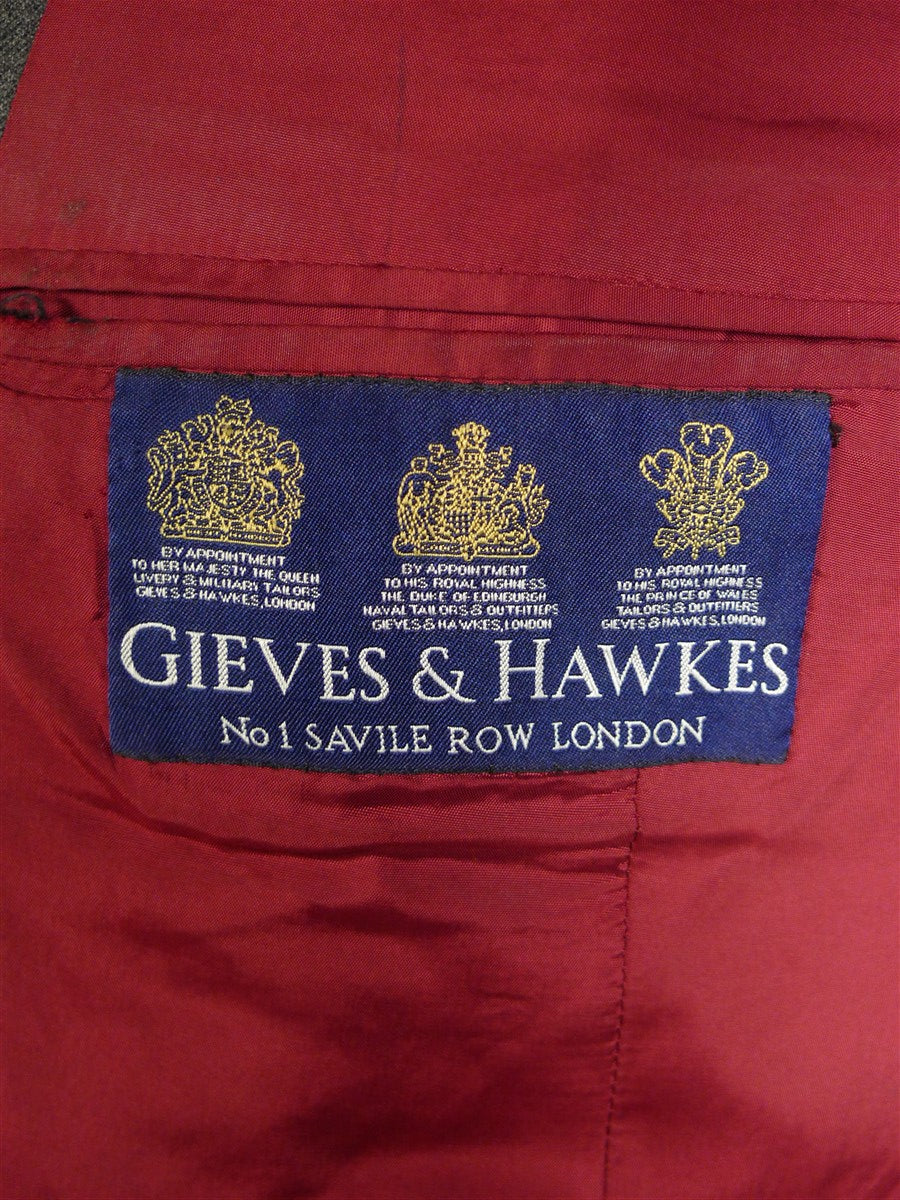 BY APPOINTMENT
TO HER MAJESTY THE QUEEN
LIVERY & MILITARY TAILORS
GIEVES & HAWKES, LONDON
BY APPOINTMENT
TO HIS ROYAL HIGHNESS
THE DUKE OF EDINBURGH
NAVAL TAILORS & OUTFITTERS
GIEVES & HAWKES, LONDON
BY APPOINTMENT
TO HIS ROYAL HIGHNESS
THE PRINCE OF WALES
TAILORS & OUTFITTERS
GIEVES & HAWKES, LONDON
GIEVES & HAWKES
No 1 SAVILE ROW LONDON